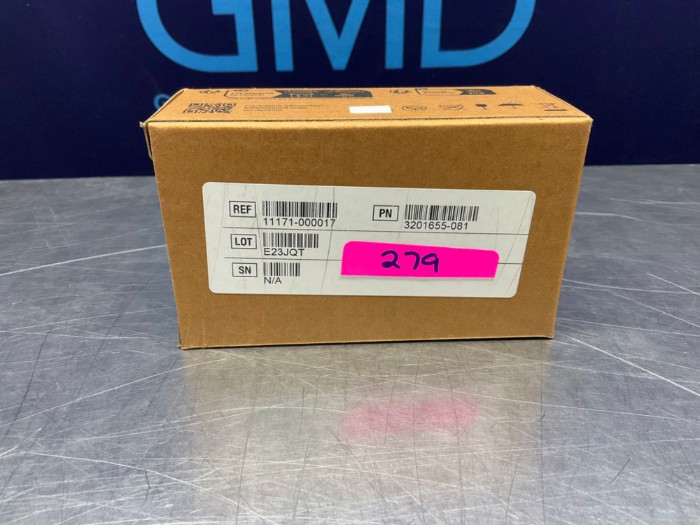 GMD
REF 11171-000017
PN 3201655-081
LOT E23JQT
279
SN N/A